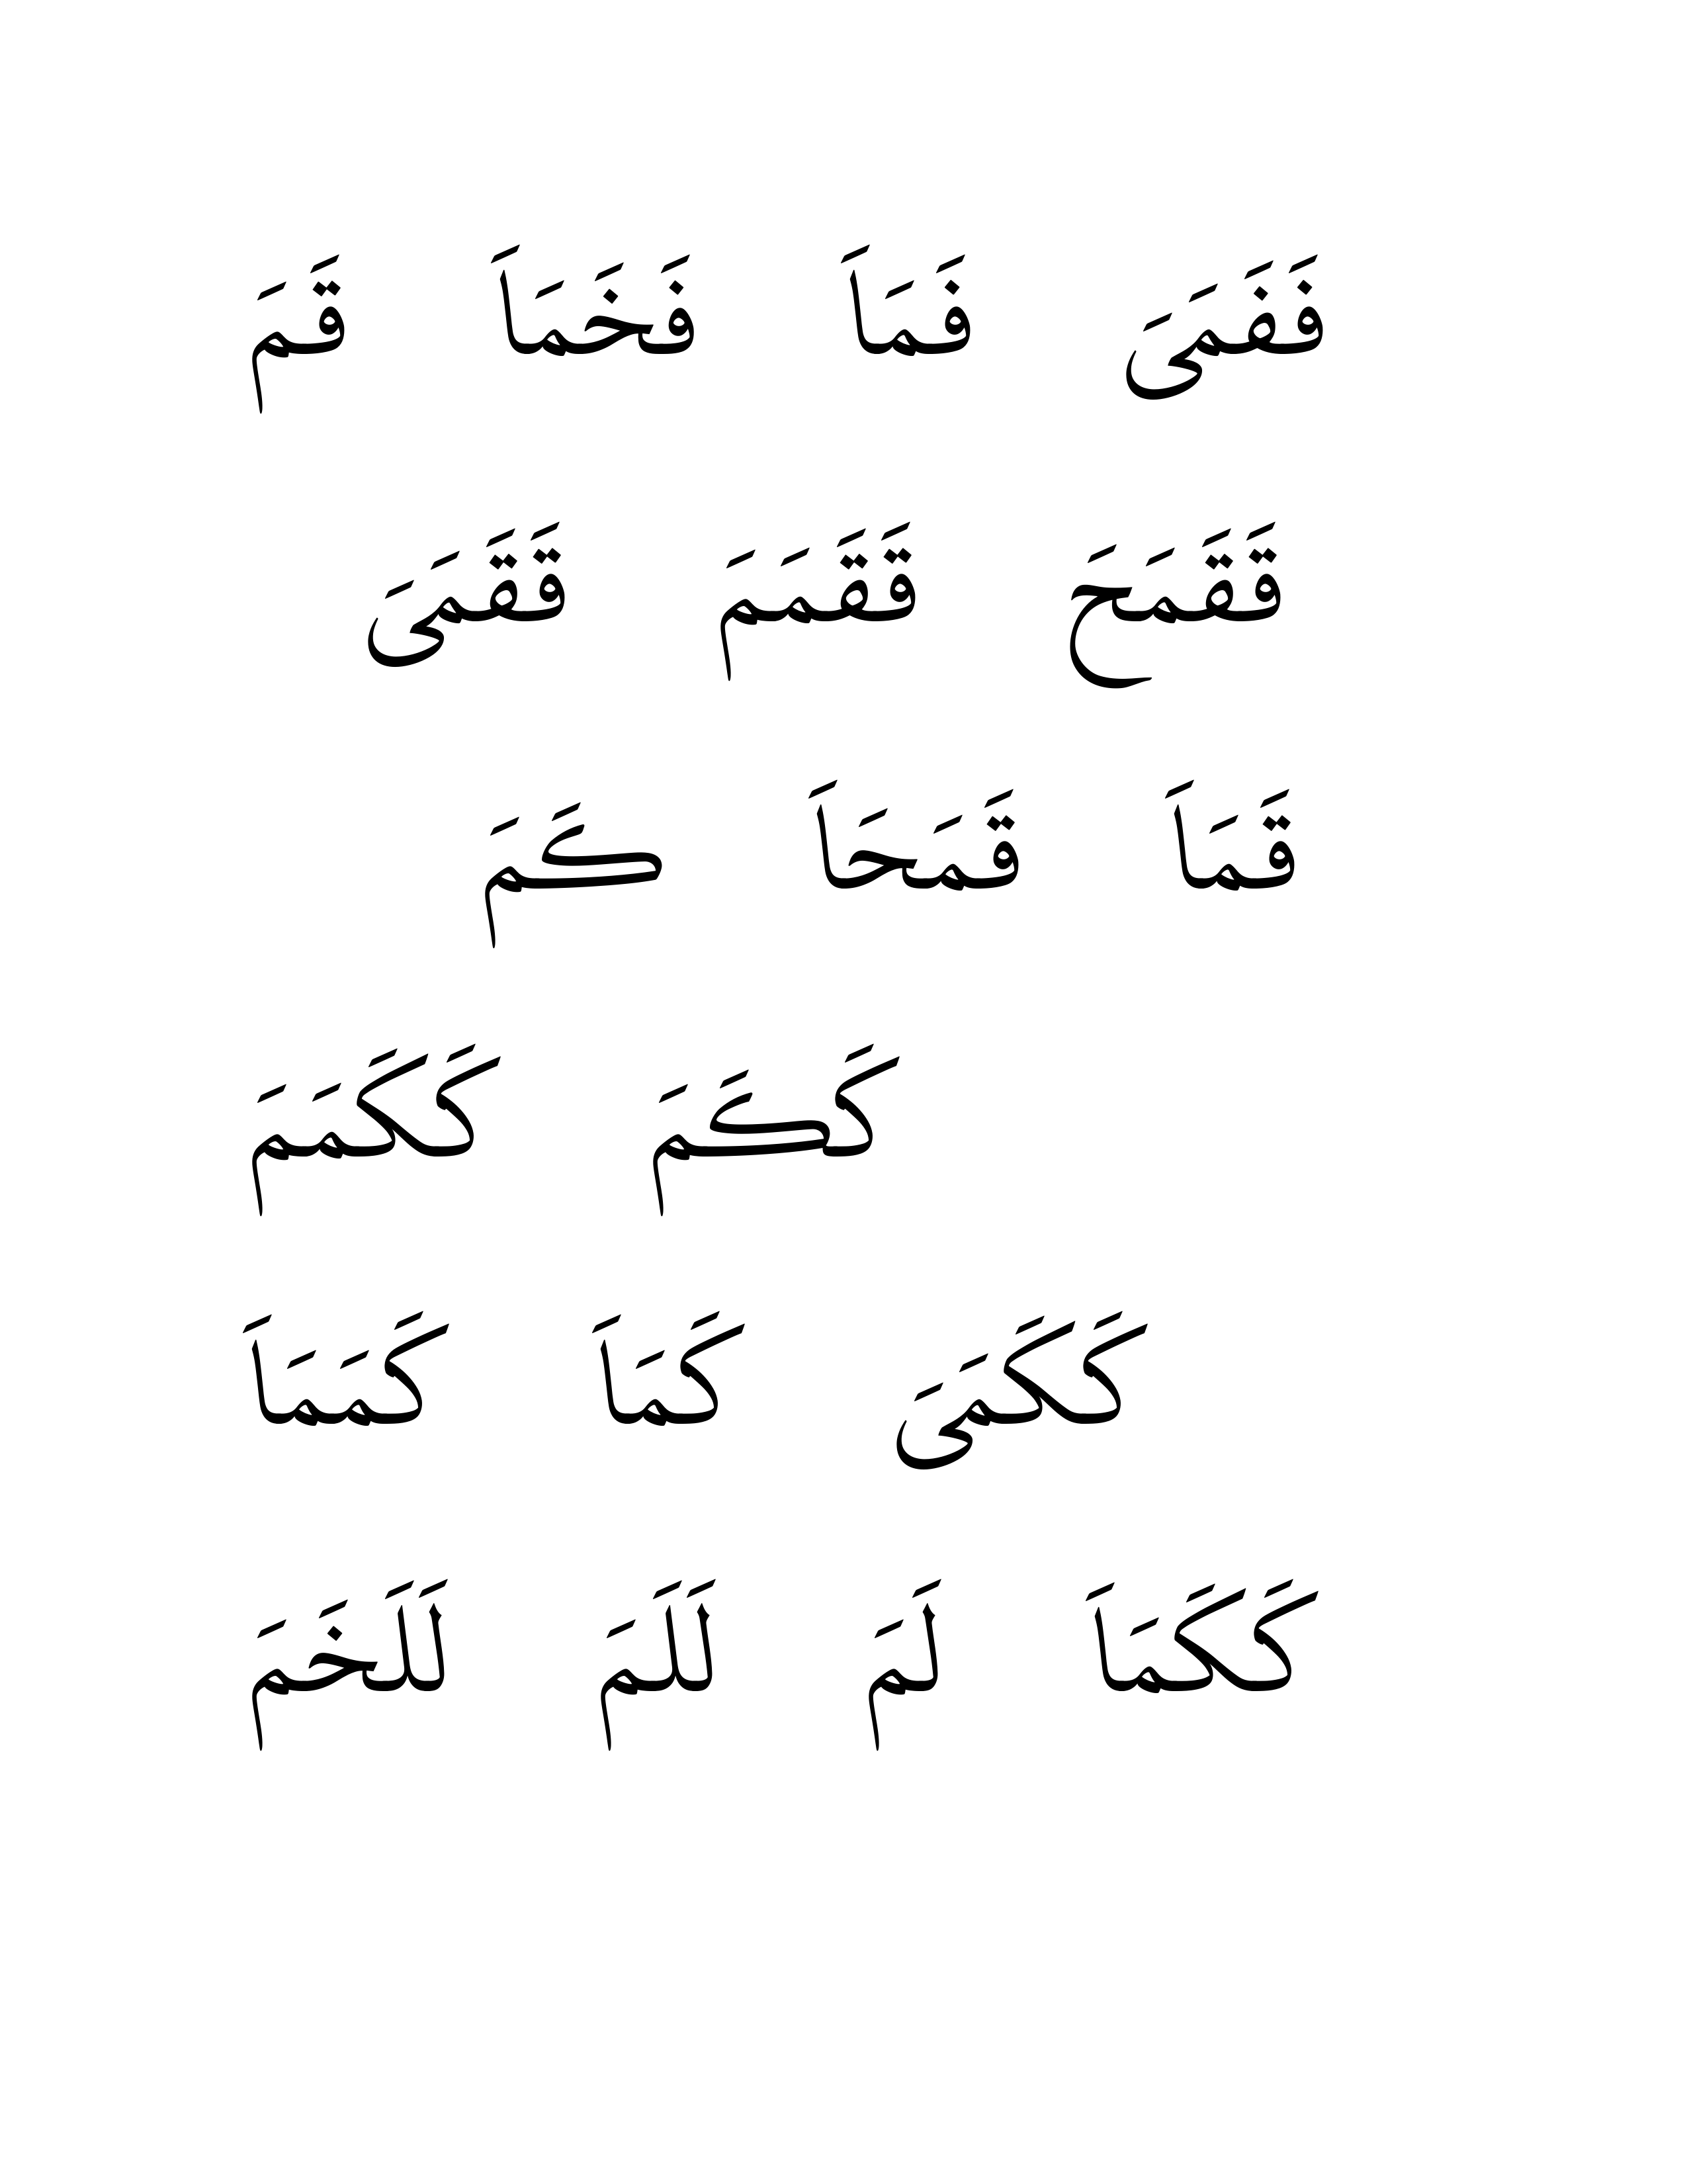 فَفَمَىَ فَمَاَ فَخَمَاَ قَمَ
قَقَمَحَ قَقَمَمَ قَقَمَىَ
قَمَاَ قَمَحَاَ كَمَ
كَكَمَ كَكَمَمَ
كَكَمَىَ كَمَاَ كَمَمَاَ
كَكَمَاَ لَمَ لَلَمَ لَلَخَمَ